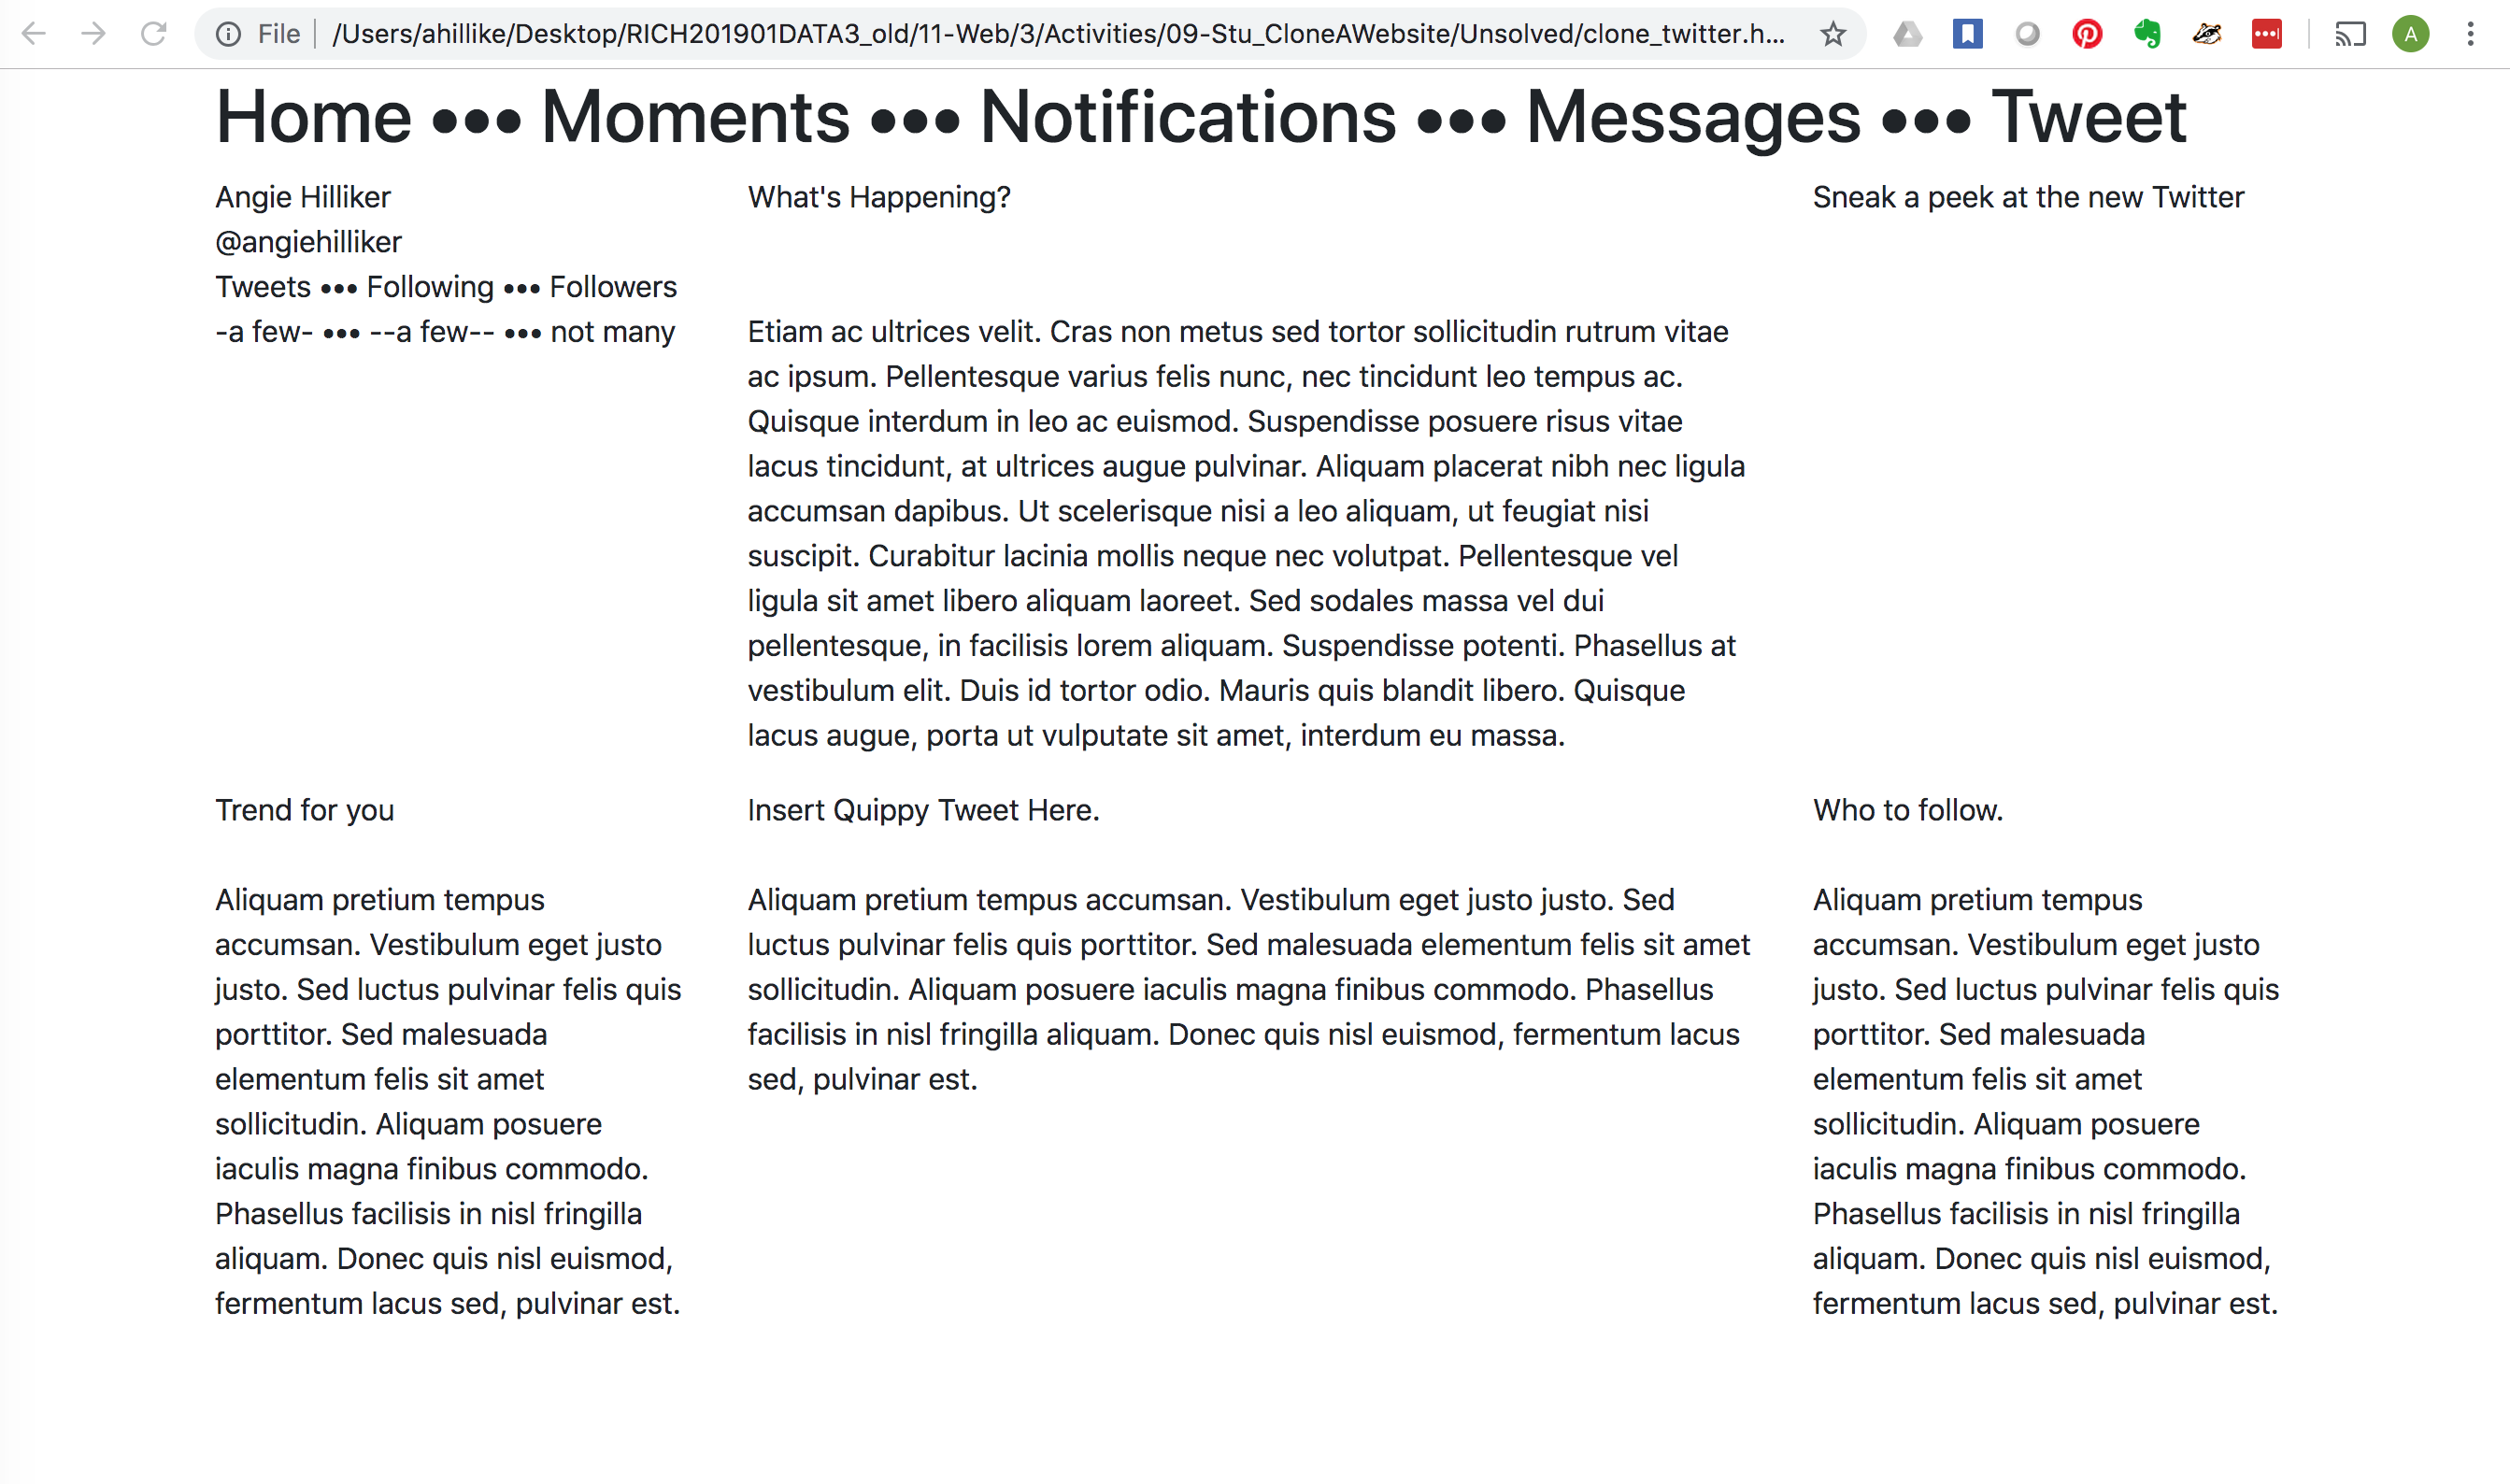 File /Users/ahillike/Desktop/RICH201901DATA3_old/11-Web/3/Activities/09-Stu_CloneAWebsite/Unsolved/clone_twitter.h...
A
Home ••• Moments ••• Notifications ••• Messages ••• Tweet
Angie Hilliker
@angiehilliker
Tweets ••• Following ••• Followers
-a few- ••• --a few-- ••• not many
What's Happening?
Etiam ac ultrices velit. Cras non metus sed tortor sollicitudin rutrum vitae
ac ipsum. Pellentesque varius felis nunc, nec tincidunt leo tempus ac.
Quisque interdum in leo ac euismod. Suspendisse posuere risus vitae
lacus tincidunt, at ultrices augue pulvinar. Aliquam placerat nibh nec ligula
accumsan dapibus. Ut scelerisque nisi a leo aliquam, ut feugiat nisi
suscipit. Curabitur lacinia mollis neque nec volutpat. Pellentesque vel
ligula sit amet libero aliquam laoreet. Sed sodales massa vel dui
pellentesque, in facilisis lorem aliquam. Suspendisse potenti. Phasellus at
vestibulum elit. Duis id tortor odio. Mauris quis blandit libero. Quisque
lacus augue, porta ut vulputate sit amet, interdum eu massa.
Sneak a peek at the new Twitter
Trend for you
Aliquam pretium tempus
accumsan. Vestibulum eget justo
justo. Sed luctus pulvinar felis quis
porttitor. Sed malesuada
elementum felis sit amet
sollicitudin. Aliquam posuere
iaculis magna finibus commodo.
Phasellus facilisis in nisl fringilla
aliquam. Donec quis nisl euismod,
fermentum lacus sed, pulvinar est.
Insert Quippy Tweet Here.
Aliquam pretium tempus accumsan. Vestibulum eget justo justo. Sed
luctus pulvinar felis quis porttitor. Sed malesuada elementum felis sit amet
sollicitudin. Aliquam posuere iaculis magna finibus commodo. Phasellus
facilisis in nisl fringilla aliquam. Donec quis nisl euismod, fermentum lacus
sed, pulvinar est.
Who to follow.
Aliquam pretium tempus
accumsan. Vestibulum eget justo
justo. Sed luctus pulvinar felis quis
porttitor. Sed malesuada
elementum felis sit amet
sollicitudin. Aliquam posuere
iaculis magna finibus commodo.
Phasellus facilisis in nisl fringilla
aliquam. Donec quis nisl euismod,
fermentum lacus sed, pulvinar est.